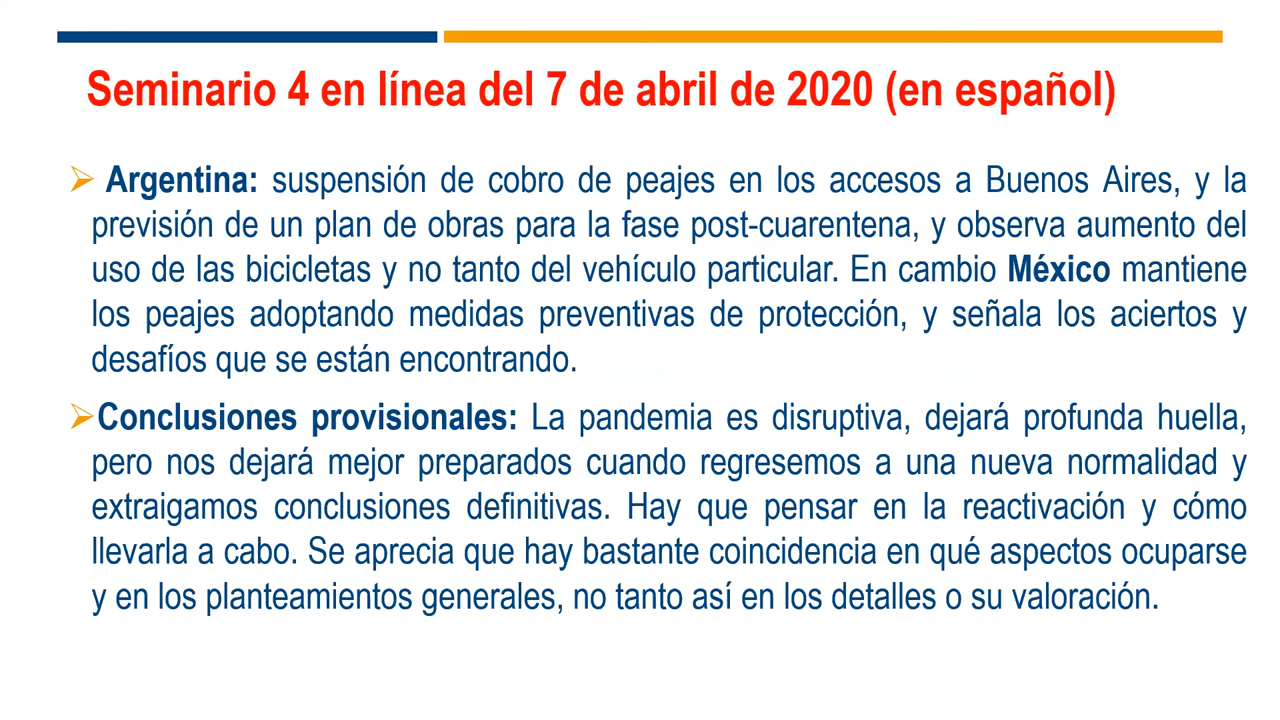 Seminario 4 en línea del 7 de abril de 2020 (en español)
➢ Argentina: suspensión de cobro de peajes en los accesos a Buenos Aires, y la
previsión de un plan de obras para la fase post-cuarentena, y observa aumento del
uso de las bicicletas y no tanto del vehículo particular. En cambio México mantiene
los peajes adoptando medidas preventivas de protección, y señala los aciertos y
desafíos que se están encontrando.
➢Conclusiones provisionales: La pandemia es disruptiva, dejará profunda huella,
pero nos dejará mejor preparados cuando regresemos a una nueva normalidad y
extraigamos conclusiones definitivas. Hay que pensar en la reactivación y cómo
llevarla a cabo. Se aprecia que hay bastante coincidencia en qué aspectos ocuparse
y en los planteamientos generales, no tanto así en los detalles o su valoración.